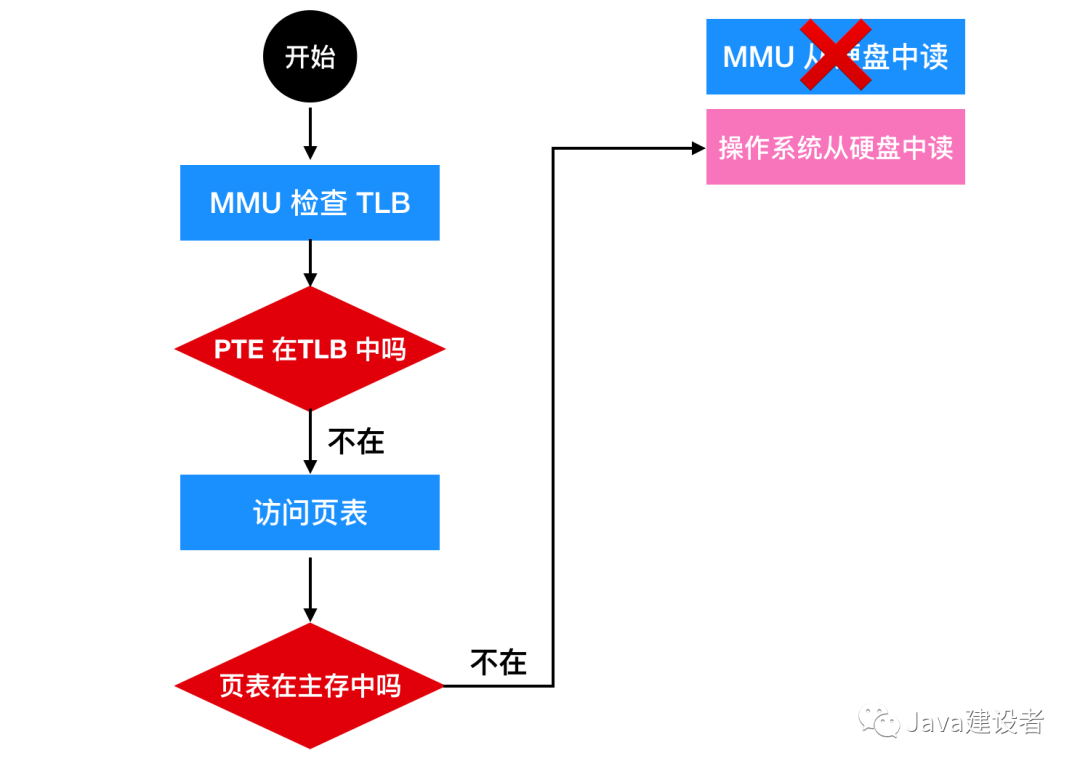 开始
MMU 检查 TLB
PTE 在TLB 中吗
不在
访问页表
页表在主存中吗
不在
MMU 从硬盘中读
操作系统从硬盘中读
Java建设者